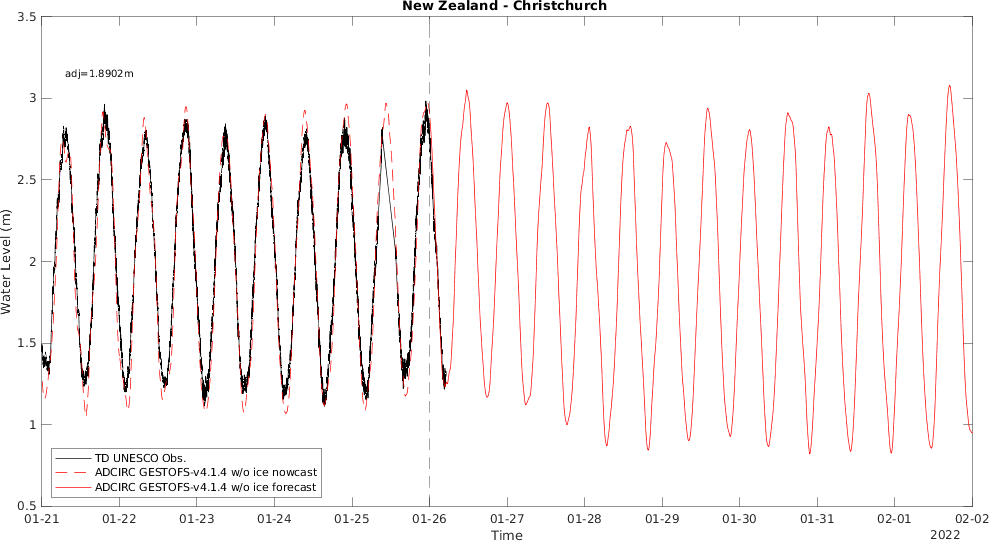 New Zealand - Christchurch
adj=1.8902m
3.5
3
2.5
2
1.5
1
0.5
Water Level (m)
TD UNESCO Obs.
ADCIRC GESTOFS-v4.1.4 w/o ice nowcast
ADCIRC GESTOFS-v4.1.4 w/o ice forecast
01-21 01-22 01-23 01-24 01-25 01-26 01-27 01-28 01-29 01-30 01-31 02-01 02-02
Time
2022